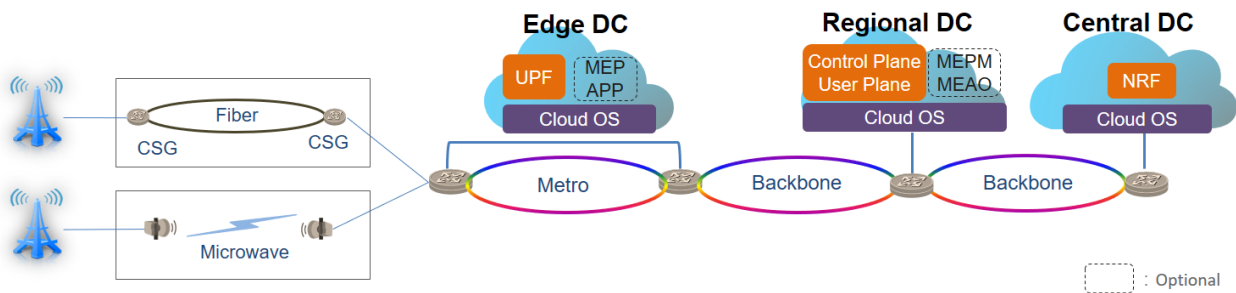 Edge DC
Regional DC
Central DC
UPF
MEP
APP
Cloud OS
Control Plane
User Plane
MEPM
MEAO
Cloud OS
NRF
Cloud OS
Fiber
CSG
CSG
Metro
Backbone
Backbone
Microwave
: Optional